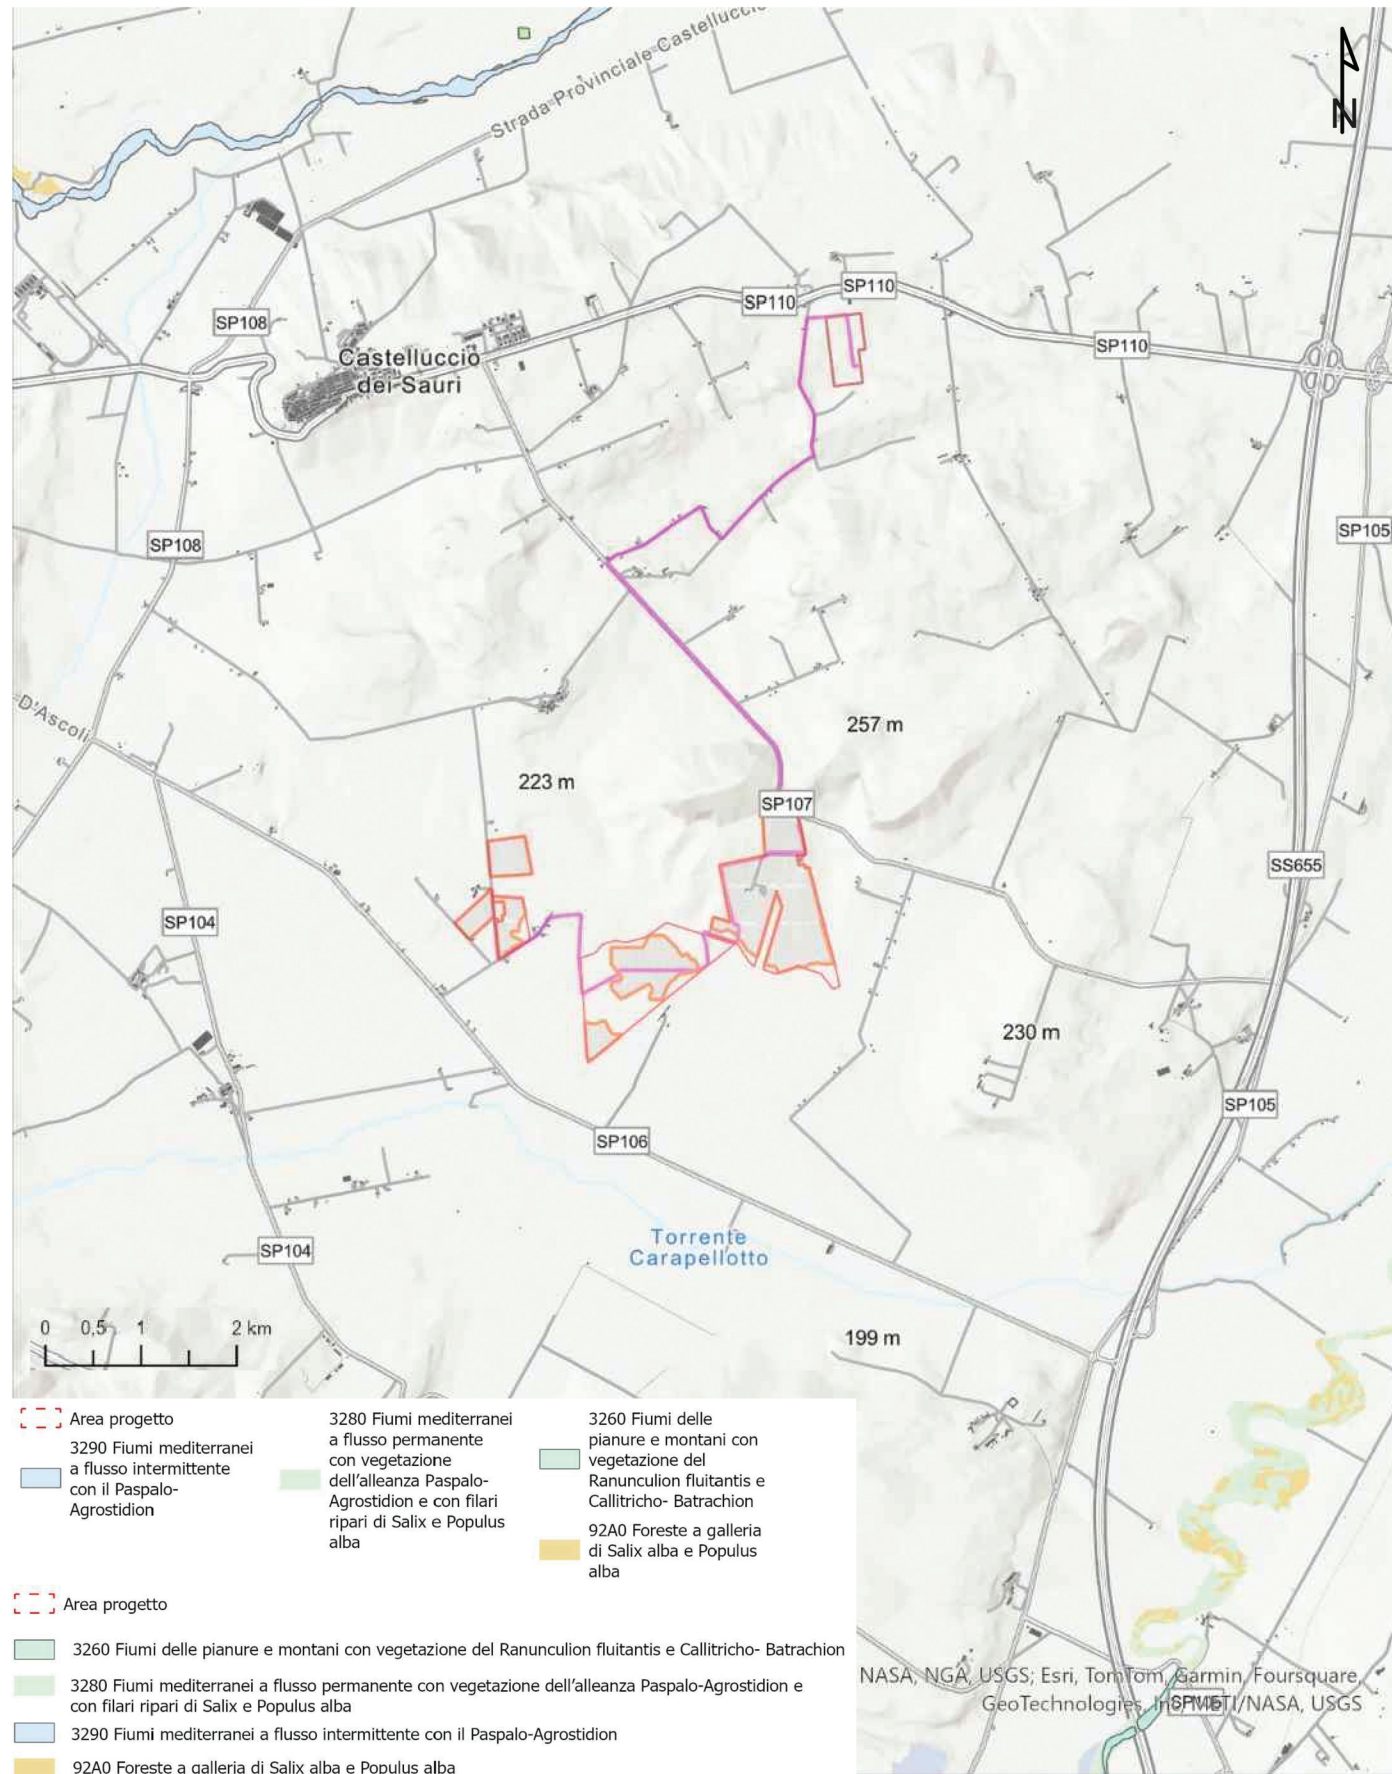 Strada Provinciale Castelluccio
N
SP110
SP110
SP108
SP110
Castelluccio
dei Sauri
SP105
SP108
D'Ascoli
257 m
223 m
SP107
SS655
SP104
230 m
SP105
SP106
Torrente
Carapellotto
SP104
0 0,5 1 2 km
199 m
Area progetto
3290 Fiumi mediterranei
a flusso intermittente
con il Paspalo-
Agrostidion
3280 Fiumi mediterranei
a flusso permanente
con vegetazione
dell'alleanza Paspalo-
Agrostidion e con filari
ripari di Salix e Populus
alba
3260 Fiumi delle
pianure e montani con
vegetazione del
Ranunculion fluitantis e
Callitricho- Batrachion
92A0 Foreste a galleria
di Salix alba e Populus
alba
Area progetto
3260 Fiumi delle pianure e montani con vegetazione del Ranunculion fluitantis e Callitricho- Batrachion
3280 Fiumi mediterranei a flusso permanente con vegetazione dell'alleanza Paspalo-Agrostidion e
con filari ripari di Salix e Populus alba
3290 Fiumi mediterranei a flusso intermittente con il Paspalo-Agrostidion
92A0 Foreste a galleria di Salix alba e Populus alba
NASA, NGA, USGS; Esri, TomTom, Garmin, Foursquare,
GeoTechnologies, Inc, METI/NASA, USGS